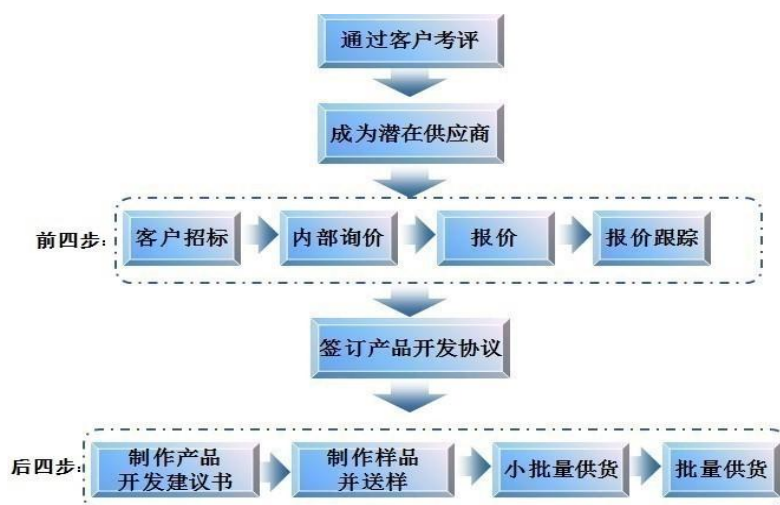 通过客户考评
成为潜在供应商
前四步:
客户招标
内部询价
报价
报价跟踪
签订产品开发协议
后四步:
制作产品
开发建议书
制作样品
并送样
小批量供货
批量供货